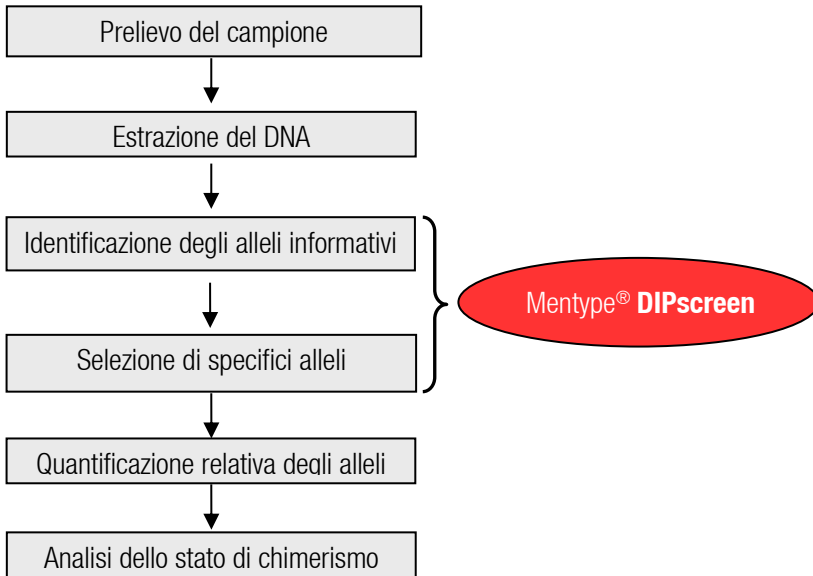 Prelievo del campione
Estrazione del DNA
Identificazione degli alleli informativi
Mentype® DIPscreen
Selezione di specifici alleli
Quantificazione relativa degli alleli
Analisi dello stato di chimerismo